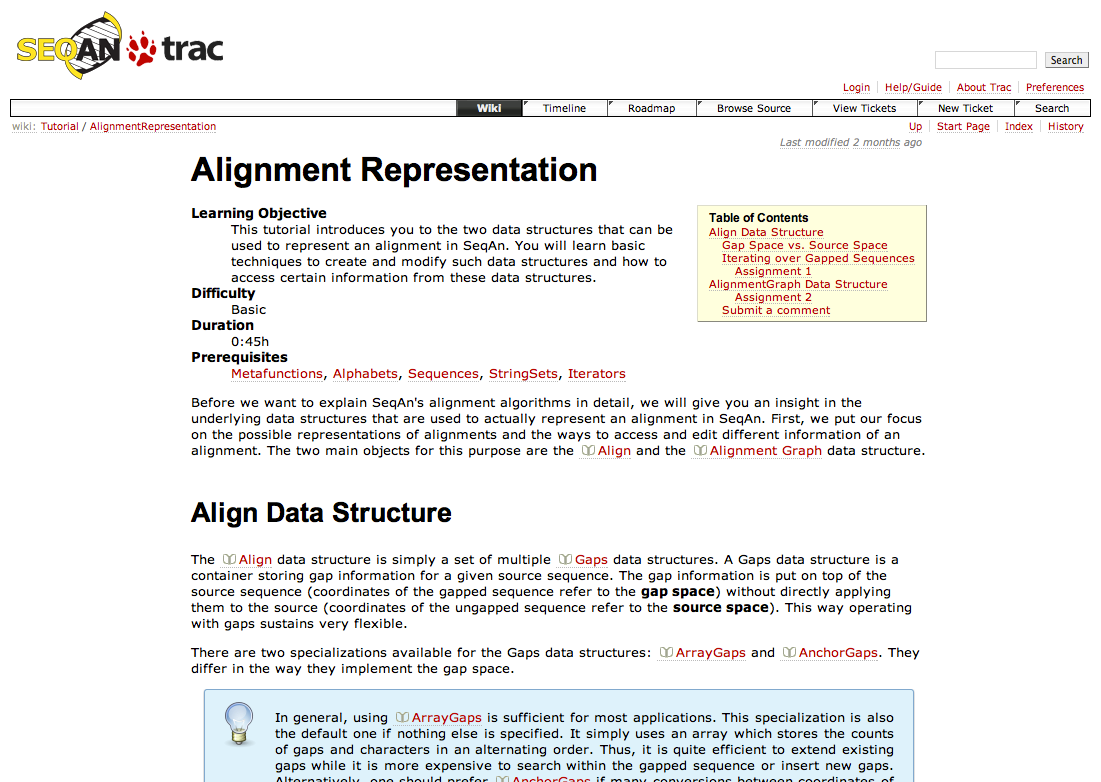 SEQAN trac
Search
Login Help/Guide About Trac Preferences
Wiki Timeline Roadmap Browse Source View Tickets New Ticket Search
wiki: Tutorial / AlignmentRepresentation
Up Start Page Index History
Last modified 2 months ago
Alignment Representation
Learning Objective
This tutorial introduces you to the two data structures that can be
used to represent an alignment in SeqAn. You will learn basic
techniques to create and modify such data structures and how to
access certain information from these data structures.
Difficulty
Basic
Duration
0:45h
Prerequisites
Metafunctions, Alphabets, Sequences, StringSets, Iterators
Table of Contents
Align Data Structure
Gap Space vs. Source Space
Iterating over Gapped Sequences
Assignment 1
AlignmentGraph Data Structure
Assignment 2
Submit a comment
Before we want to explain SeqAn's alignment algorithms in detail, we will give you an insight in the
underlying data structures that are used to actually represent an alignment in SeqAn. First, we put our focus
on the possible representations of alignments and the ways to access and edit different information of an
alignment. The two main objects for this purpose are the Align and the Alignment Graph data structure.
Align Data Structure
The Align data structure is simply a set of multiple Gaps data structures. A Gaps data structure is a
container storing gap information for a given source sequence. The gap information is put on top of the
source sequence (coordinates of the gapped sequence refer to the gap space) without directly applying
them to the source (coordinates of the ungapped sequence refer to the source space). This way operating
with gaps sustains very flexible.
There are two specializations available for the Gaps data structures: ArrayGaps and AnchorGaps. They
differ in the way they implement the gap space.
In general, using ArrayGaps is sufficient for most applications. This specialization is also
the default one if nothing else is specified. It simply uses an array which stores the counts
of gaps and characters in an alternating order. Thus, it is quite efficient to extend existing
gaps while it is more expensive to search within the gapped sequence or insert new gaps.
Alternatively, one should prefer AnchorGaps if many conversions between coordinates of